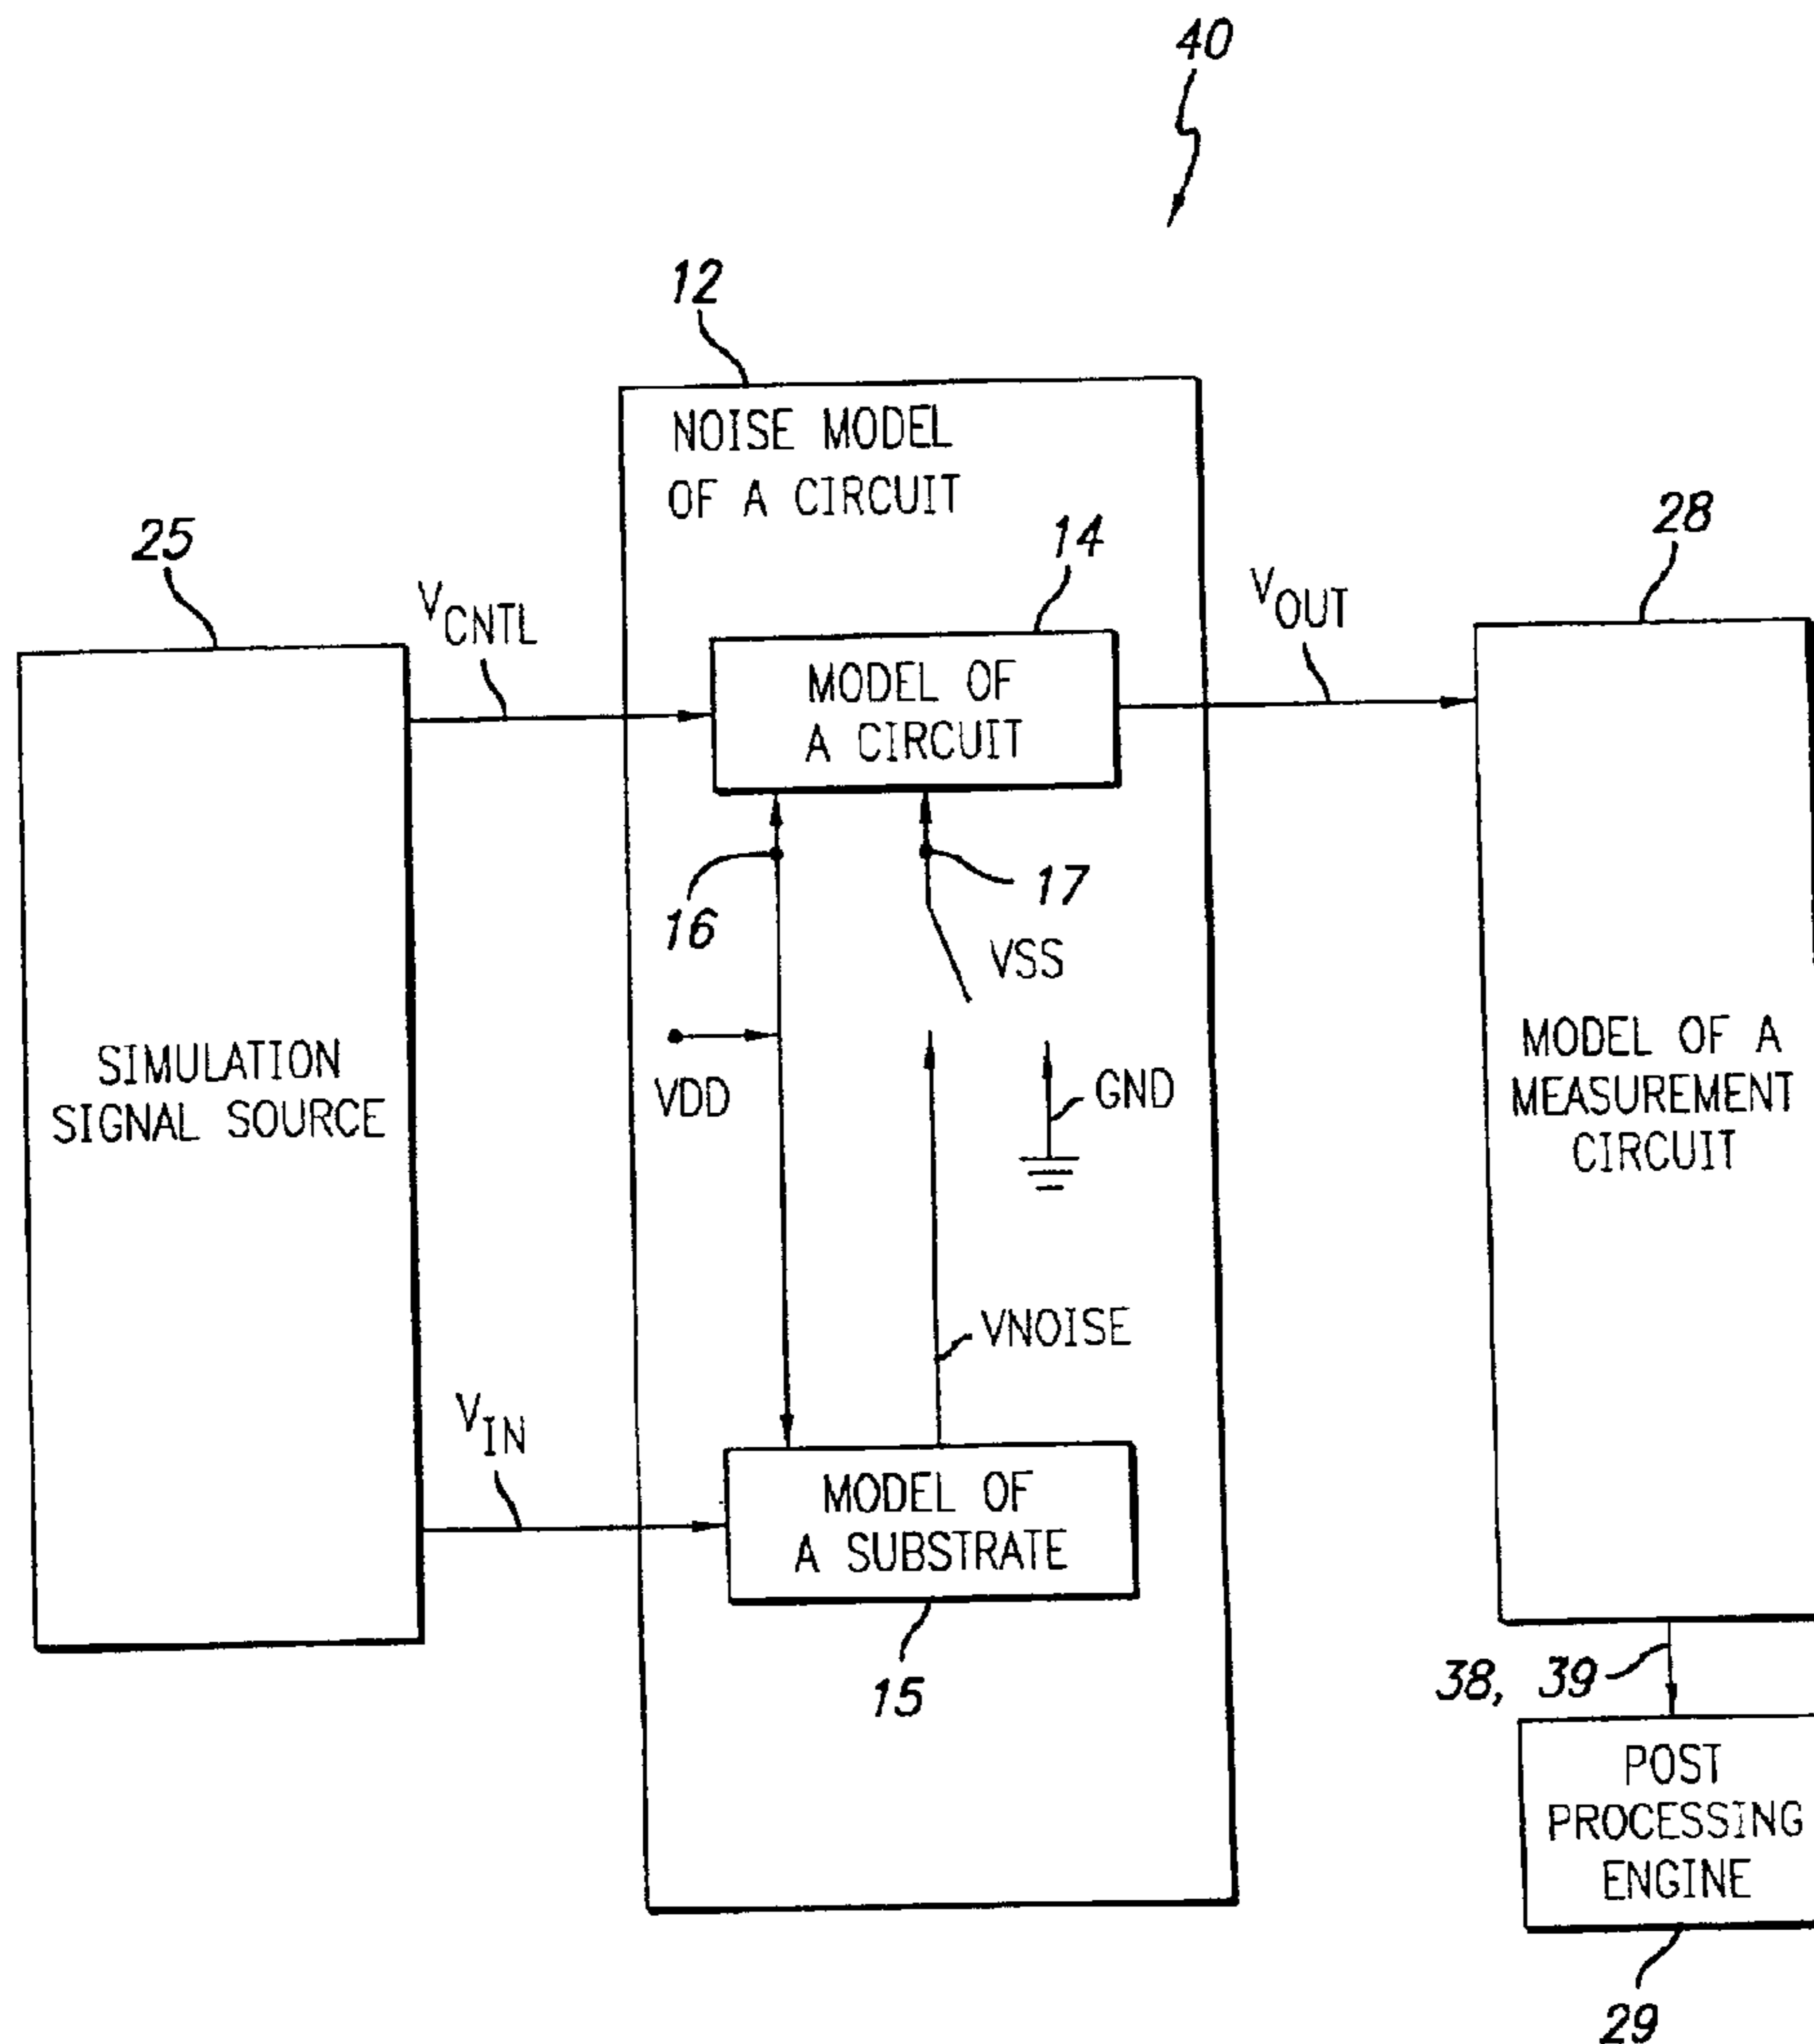 40
12
NOISE MODEL
OF A CIRCUIT
25
VCNTL
14
VOUT
28
MODEL OF
A CIRCUIT
16
17
VSS
VDD
GND
SIMULATION
SIGNAL SOURCE
MODEL OF A
MEASUREMENT
CIRCUIT
VNOISE
VIN
MODEL OF
A SUBSTRATE
15
38, 39
POST
PROCESSING
ENGINE
29